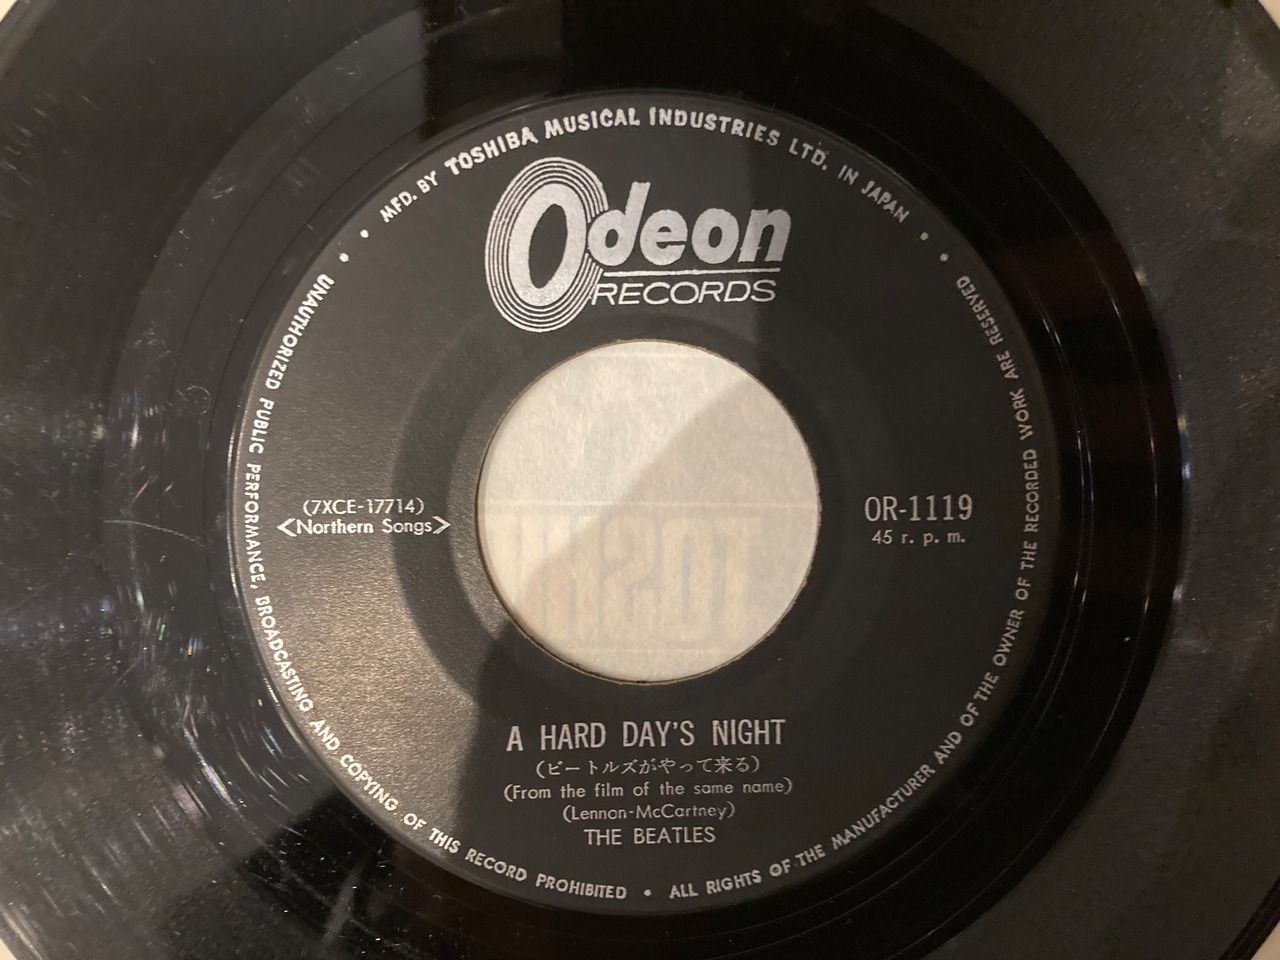 MFD. BY TOSHIBA MUSICAL INDUSTRIES LTD. IN JAPAN
Odeon
RECORDS
(7XCE-17714)
<Northern Songs>
OR-1119
45 r. p. m.
A HARD DAY'S NIGHT
(ビートルズがやって来る)
(From the film of the same name)
(Lennon-McCartney)
THE BEATLES
UNAUTHORIZED PUBLIC PERFORMANCE, BROADCASTING AND COPYING OF THIS RECORD PROHIBITED • ALL RIGHTS OF THE MANUFACTURER AND OF THE OWNER OF THE RECORDED WORK ARE RESERVED